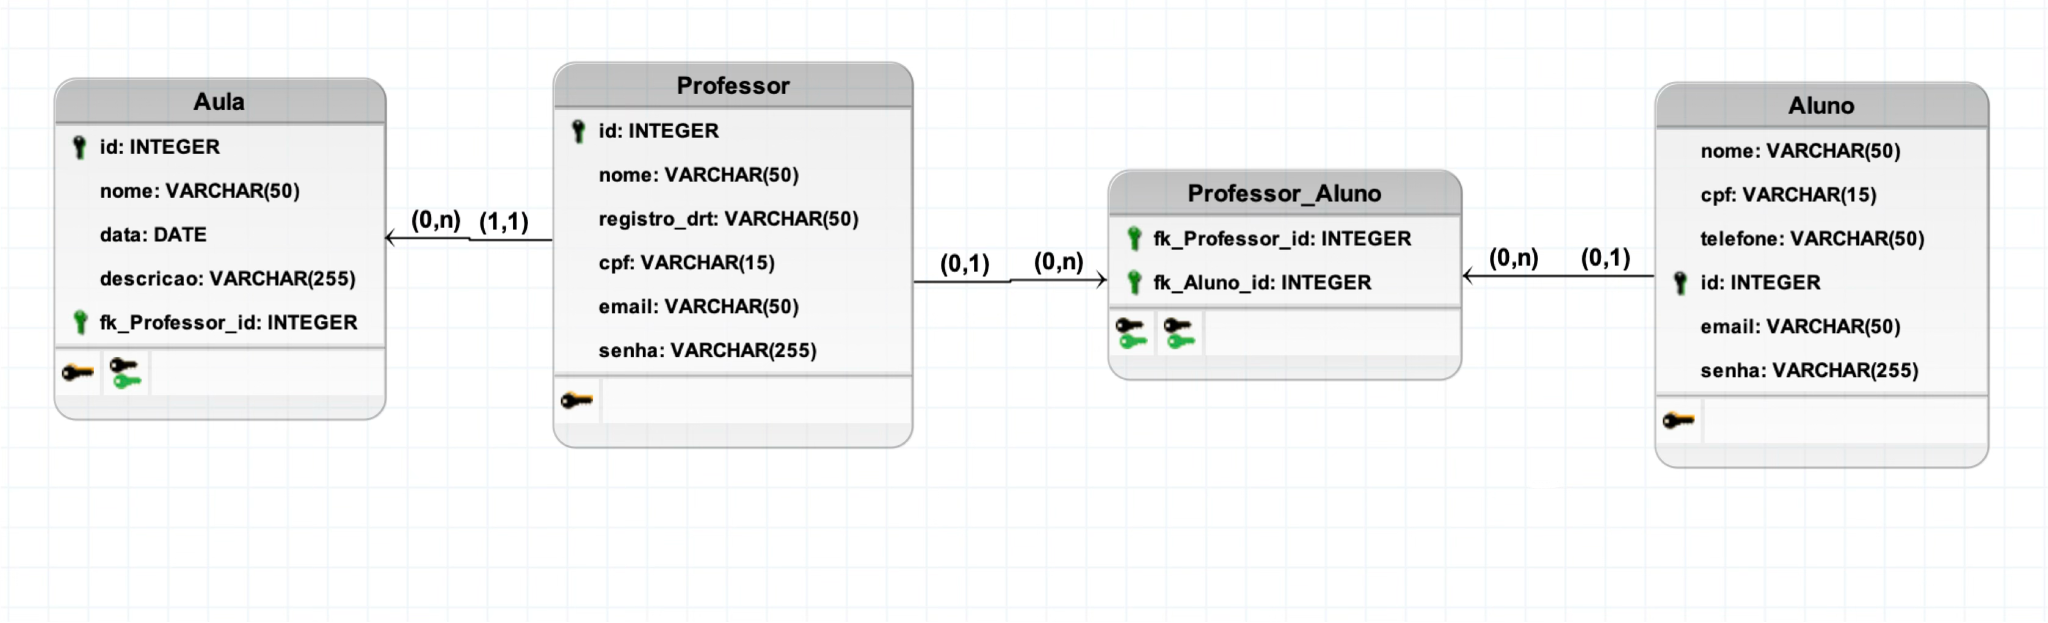 Aula
id: INTEGER
nome: VARCHAR(50)
data: DATE
descricao: VARCHAR(255)
fk_Professor_id: INTEGER
(0,n) (1,1)
Professor
id: INTEGER
nome: VARCHAR(50)
registro_drt: VARCHAR(50)
cpf: VARCHAR(15)
email: VARCHAR(50)
senha: VARCHAR(255)
(0,1) (0,n)
Professor_Aluno
fk_Professor_id: INTEGER
fk_Aluno_id: INTEGER
(0,n) (0,1)
Aluno
nome: VARCHAR(50)
cpf: VARCHAR(15)
telefone: VARCHAR(50)
id: INTEGER
email: VARCHAR(50)
senha: VARCHAR(255)